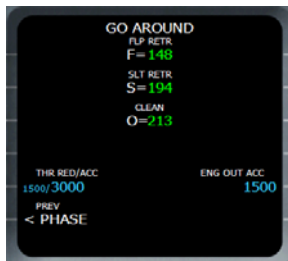 GO AROUND
FLP RETR
F=148
SLT RETR
S=194
CLEAN
O=213
THR RED/ACC ENG OUT ACC
1500/3000 1500
PREV
< PHASE